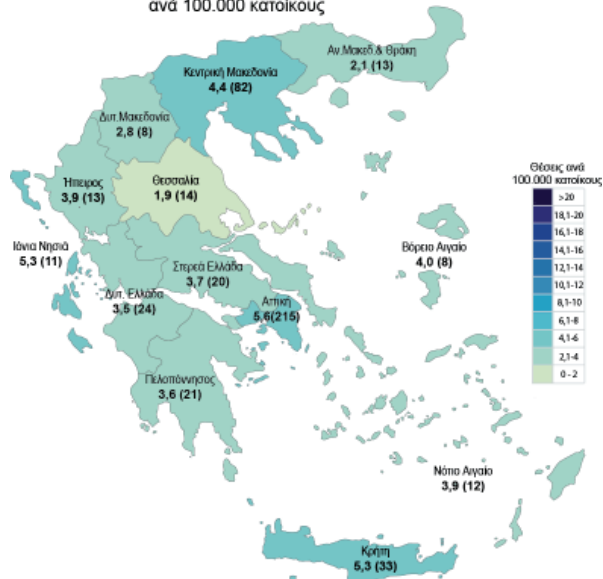 ανά 100.000 κατοίκους
Αν.Μακεδ & Θράκη
2,1 (13)
Κεντρική Μακεδονία
4,4 (82)
Δυτ.Μακεδονία
2,8 (8)
Ήπειρος
3,9 (13)
Θεσσαλία
1,9 (14)
Ιόνια Νησιά
5,3 (11)
Στερεά Ελλάδα
3,7 (20)
Δυτ. Ελλάδα
3,5 (24)
Αττική
5,6(215)
Βόρειο Αιγαίο
4,0 (8)
Πελοπόννησος
3,6 (21)
Νότιο Αιγαίο
3,9 (12)
Κρήτη
5,3 (33)
Θέσεις ανά
100.000 κατοίκους
>20
18,1-20
16,1-18
14,1-16
12,1-14
10,1-12
8,1-10
6,1-8
4,1-6
2,1-4
0 - 2